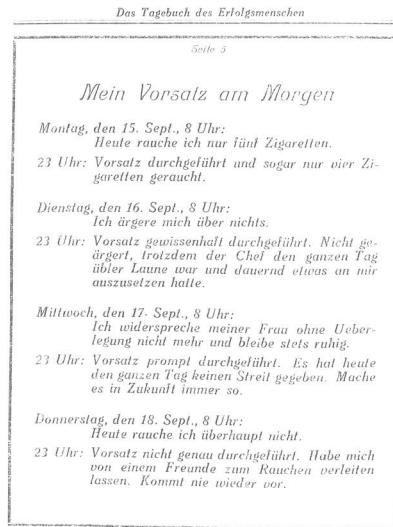 Das Tagebuch des Erfolgsmenschen
Seite 5
Mein Vorsatz am Morgen
Montag, den 15. Sept., 8 Uhr:
Heute rauche ich nur fünf Zigaretten.
23 Uhr: Vorsatz durchgeführt und sogar nur vier Zi-
garetten geraucht.
Dienstag, den 16. Sept., 8 Uhr:
Ich ärgere mich über nichts.
23 Uhr: Vorsatz gewissenhaft durchgeführt. Nicht ge-
ärgert, trotzdem der Chef den ganzen Tag
übler Laune war und dauernd etwas an mir
auszusetzen hatte.
Mittwoch, den 17. Sept., 8 Uhr:
Ich widerspreche meiner Frau ohne Ueber-
legung nicht mehr und bleibe stets ruhig.
23 Uhr: Vorsatz prompt durchgeführt. Es hat heute
den ganzen Tag keinen Streit gegeben. Mache
es in Zukunft immer so.
Donnerstag, den 18. Sept., 8 Uhr:
Heute rauche ich überhaupt nicht.
23 Uhr: Vorsatz nicht genau durchgeführt. Habe mich
von einem Freunde zum Rauchen verleiten
lassen. Kommt nie wieder vor.